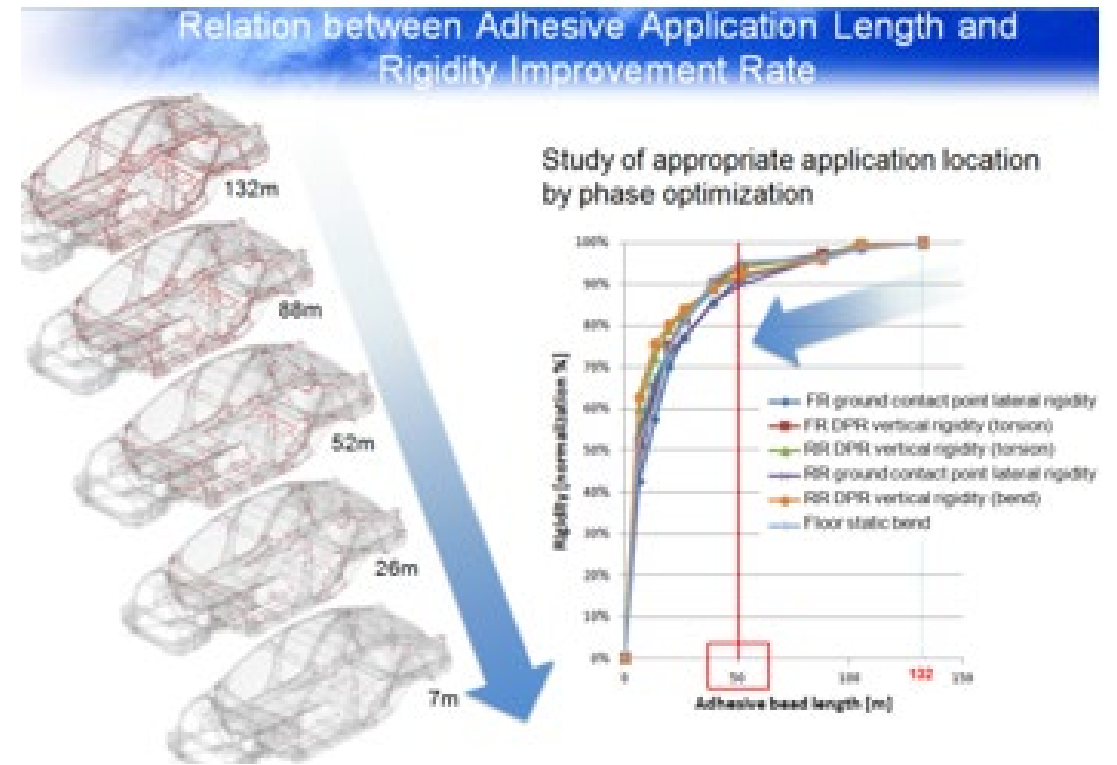 Relation between Adhesive Application Length and
Rigidity Improvement Rate
132m
88m
52m
26m
7m
Study of appropriate application location
by phase optimization
100%
90%
80%
70%
60%
50%
40%
30%
20%
10%
0%
Rigidity [normalization %]
FR ground contact point lateral rigidity
FR DPR vertical rigidity (torsion)
RR DPR vertical rigidity (torsion)
RR ground contact point lateral rigidity
RR DPR vertical rigidity (bend)
Floor static bend
0
50
100
132
150
Adhesive bead length [m]